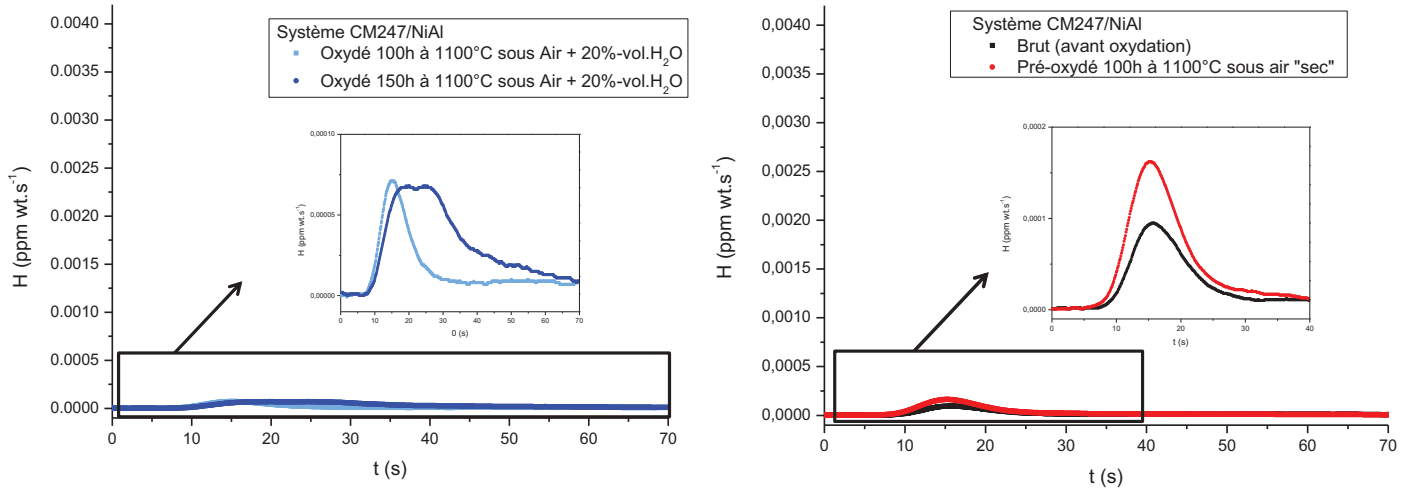 0.0040
0.0035
0.0030
0.0025
0.0020
0.0015
0.0010
0.0005
0.0000
H (ppm wt.s⁻¹)
0 10 20 30 40 50 60 70
t (s)
Système CM247/NiAl
Oxydé 100h à 1100°C sous Air + 20%-vol.H₂O
Oxydé 150h à 1100°C sous Air + 20%-vol.H₂O
0,00010
0,00005
0,00000
H (ppm wt.s⁻¹)
0 10 20 30 40 50 60 70
0 (s)
0,0040
0,0035
0,0030
0,0025
0,0020
0,0015
0,0010
0,0005
0,0000
H (ppm wt.s⁻¹)
0 10 20 30 40 50 60 70
t (s)
Système CM247/NiAl
Brut (avant oxydation)
Pré-oxydé 100h à 1100°C sous air "sec"
0,0002
0,0001
0,0000
H (ppm wt.s⁻¹)
0 10 20 30 40
t (s)